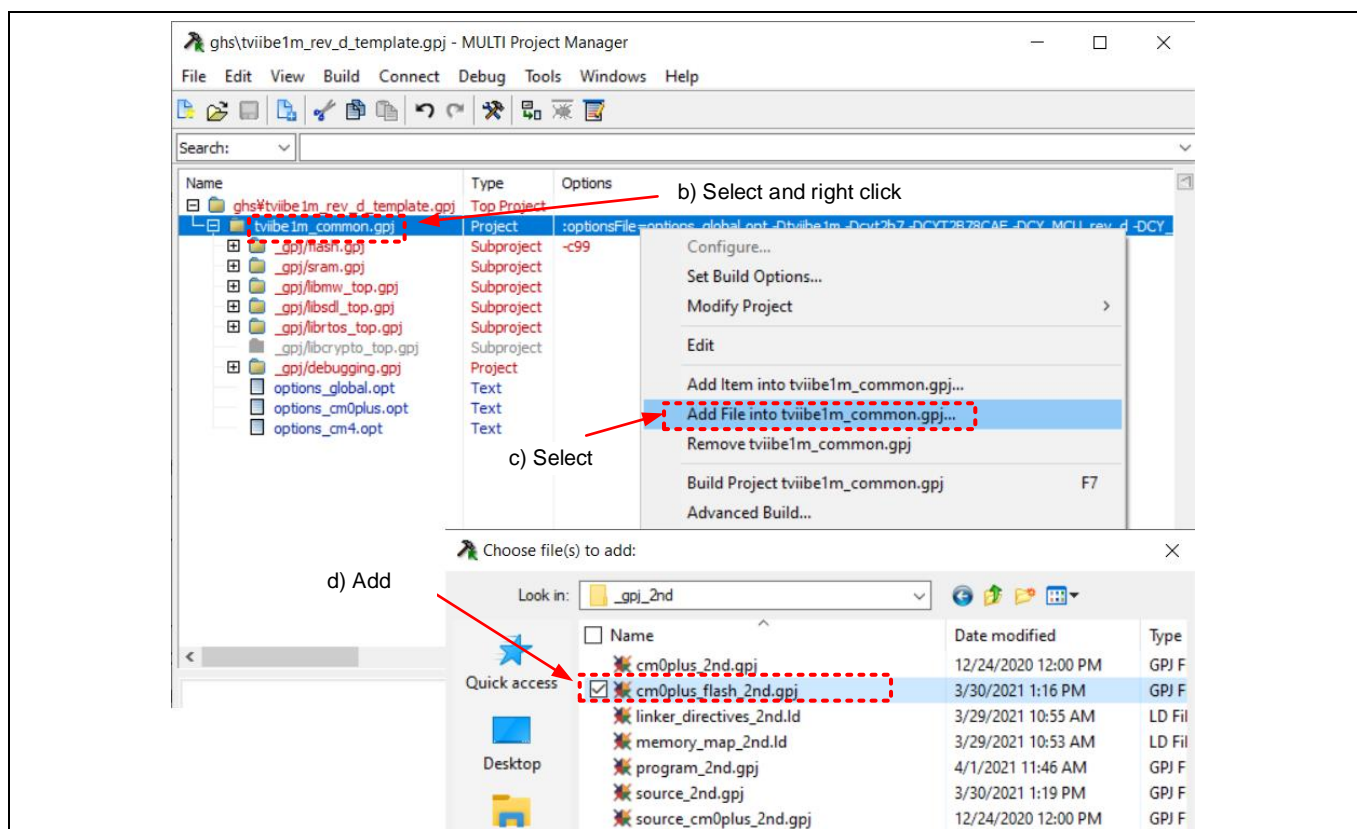 ghs\tviibe1m_rev_d_template.gpj - MULTI Project Manager
File Edit View Build Connect Debug Tools Windows Help
Search:
Name Type Options
ghs¥tviibe1m_rev_d_template.gpj Top Project
b) Select and right click
tviibe1m_common.gpj Project :optionsFile=options_global.opt -Dtviibe1m -Dcyt2b7 -DCYT2B78CAE -DCY_MCU_rev_d -DCY_
_gpj/flash.gpj Subproject -c99
_gpj/sram.gpj Subproject
_gpj/libmw_top.gpj Subproject
_gpj/libsdl_top.gpj Subproject
_gpj/librtos_top.gpj Subproject
_gpj/libcrypto_top.gpj Subproject
_gpj/debugging.gpj Project
options_global.opt Text
options_cm0plus.opt Text
options_cm4.opt Text
Configure...
Set Build Options...
Modify Project
Edit
Add Item into tviibe1m_common.gpj...
Add File into tviibe1m_common.gpj...
Remove tviibe1m_common.gpj
Build Project tviibe1m_common.gpj F7
Advanced Build...
c) Select
d) Add
Choose file(s) to add:
Look in: _gpj_2nd
Name Date modified Type
cm0plus_2nd.gpj 12/24/2020 12:00 PM GPJ F
cm0plus_flash_2nd.gpj 3/30/2021 1:16 PM GPJ F
linker_directives_2nd.ld 3/29/2021 10:55 AM LD Fil
memory_map_2nd.ld 3/29/2021 10:53 AM LD Fil
program_2nd.gpj 4/1/2021 11:46 AM GPJ F
source_2nd.gpj 3/30/2021 1:19 PM GPJ F
source_cm0plus_2nd.gpj 12/24/2020 12:00 PM GPJ F
Quick access
Desktop